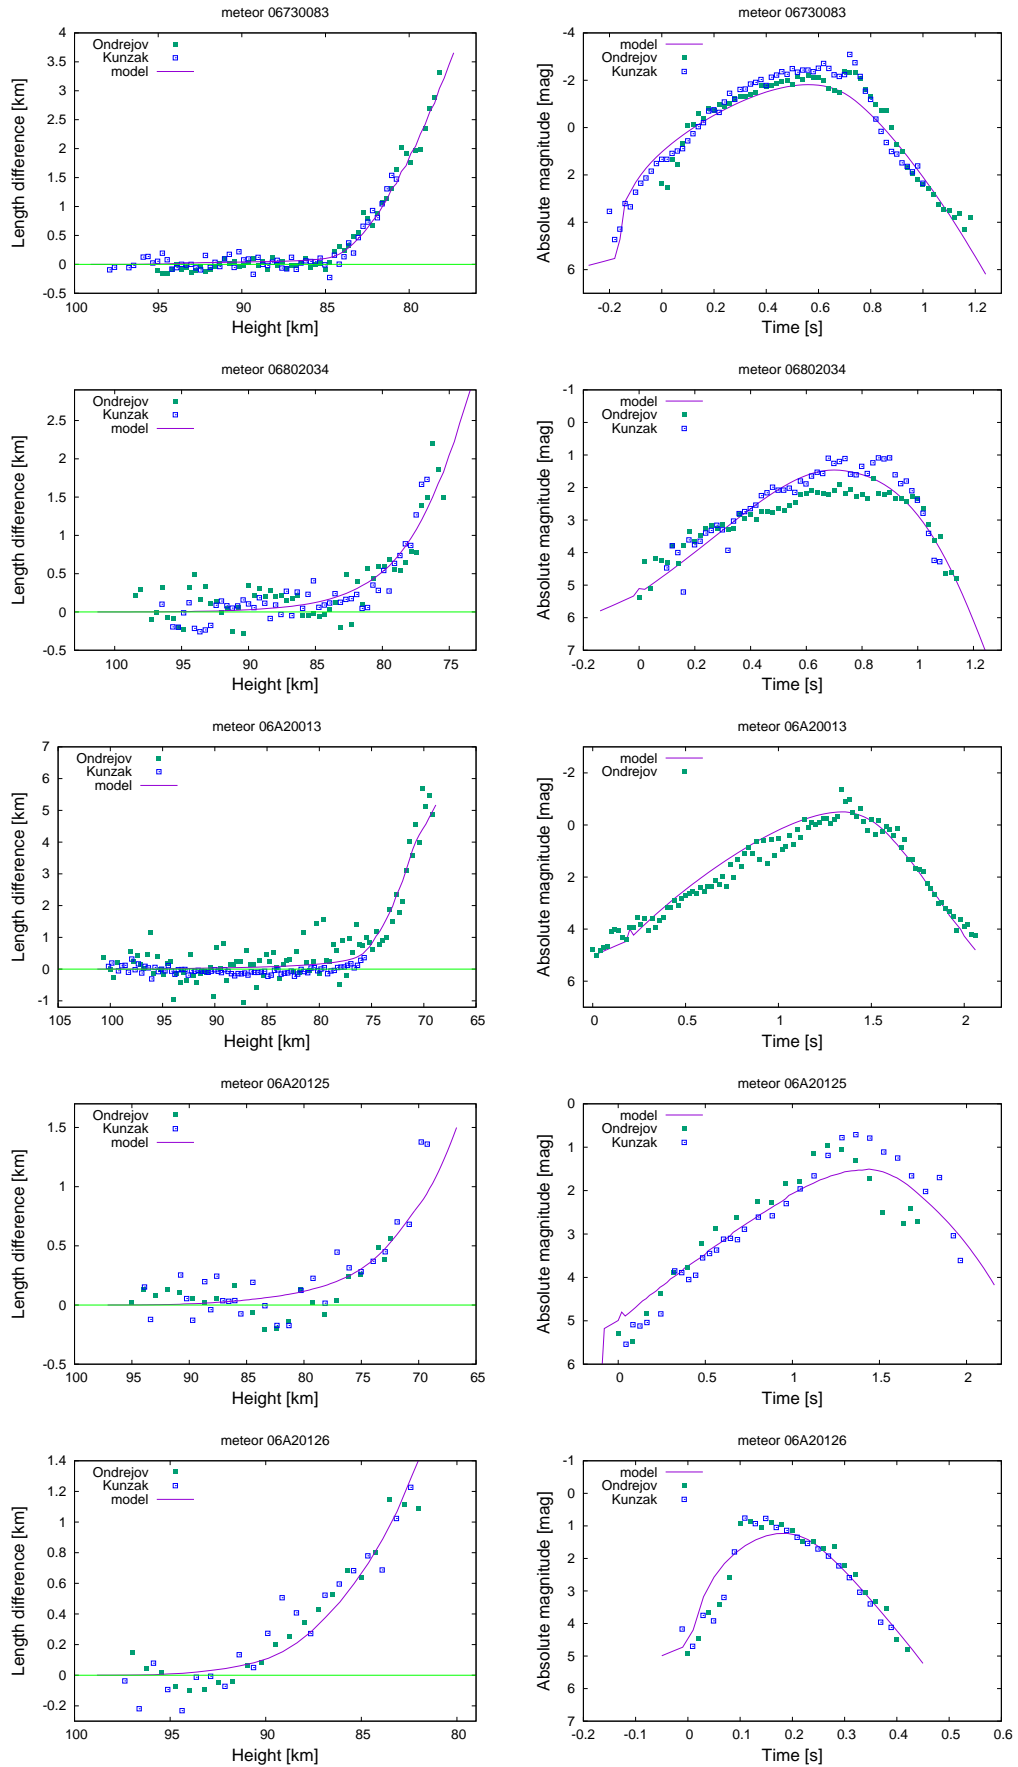 meteor 06730083
Length difference [km]
4
3.5
3
2.5
2
1.5
1
0.5
0
-0.5
Ondrejov
Kunzak
model
100 95 90 85 80
Height [km]
meteor 06730083
Absolute magnitude [mag]
-4
-2
0
2
4
6
model
Ondrejov
Kunzak
-0.2 0 0.2 0.4 0.6 0.8 1 1.2
Time [s]
meteor 06802034
Length difference [km]
2.5
2
1.5
1
0.5
0
-0.5
Ondrejov
Kunzak
model
100 95 90 85 80 75
Height [km]
meteor 06802034
Absolute magnitude [mag]
-1
0
1
2
3
4
5
6
7
model
Ondrejov
Kunzak
-0.2 0 0.2 0.4 0.6 0.8 1 1.2
Time [s]
meteor 06A20013
Length difference [km]
7
6
5
4
3
2
1
0
-1
Ondrejov
Kunzak
model
105 100 95 90 85 80 75 70 65
Height [km]
meteor 06A20013
Absolute magnitude [mag]
-2
0
2
4
6
model
Ondrejov
0 0.5 1 1.5 2
Time [s]
meteor 06A20125
Length difference [km]
1.5
1
0.5
0
-0.5
Ondrejov
Kunzak
model
100 95 90 85 80 75 70 65
Height [km]
meteor 06A20125
Absolute magnitude [mag]
0
1
2
3
4
5
6
model
Ondrejov
Kunzak
0 0.5 1 1.5 2
Time [s]
meteor 06A20126
Length difference [km]
1.4
1.2
1
0.8
0.6
0.4
0.2
0
-0.2
Ondrejov
Kunzak
model
100 95 90 85 80
Height [km]
meteor 06A20126
Absolute magnitude [mag]
-1
0
1
2
3
4
5
6
7
model
Ondrejov
Kunzak
-0.2 -0.1 0 0.1 0.2 0.3 0.4 0.5 0.6
Time [s]